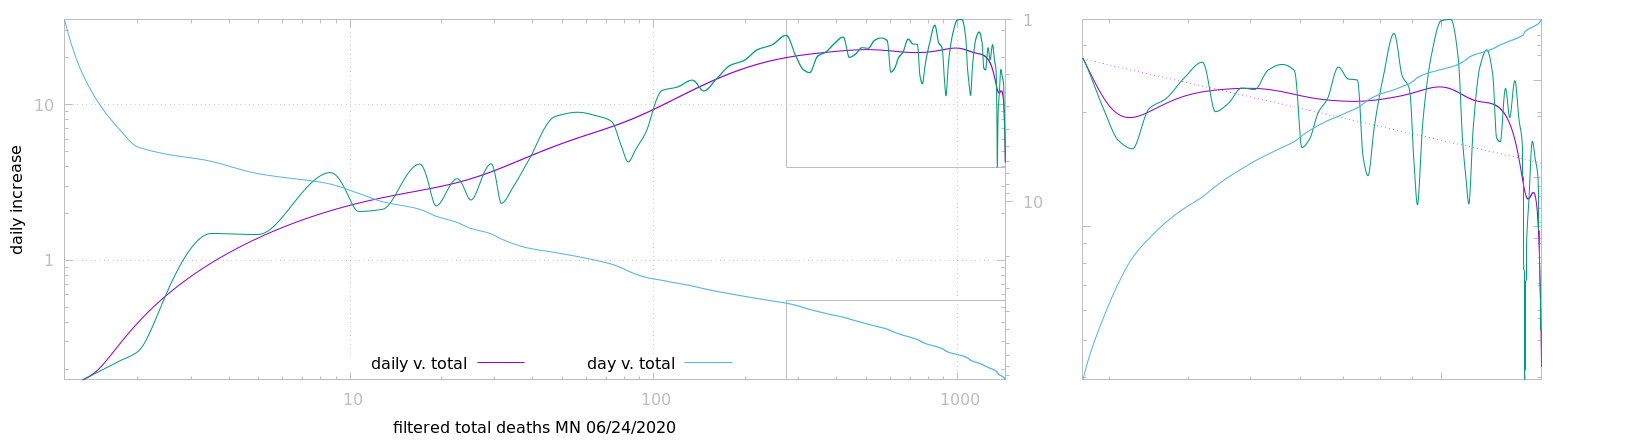 1
10
10
daily increase
1
daily v. total
day v. total
10
100
1000
filtered total deaths MN 06/24/2020